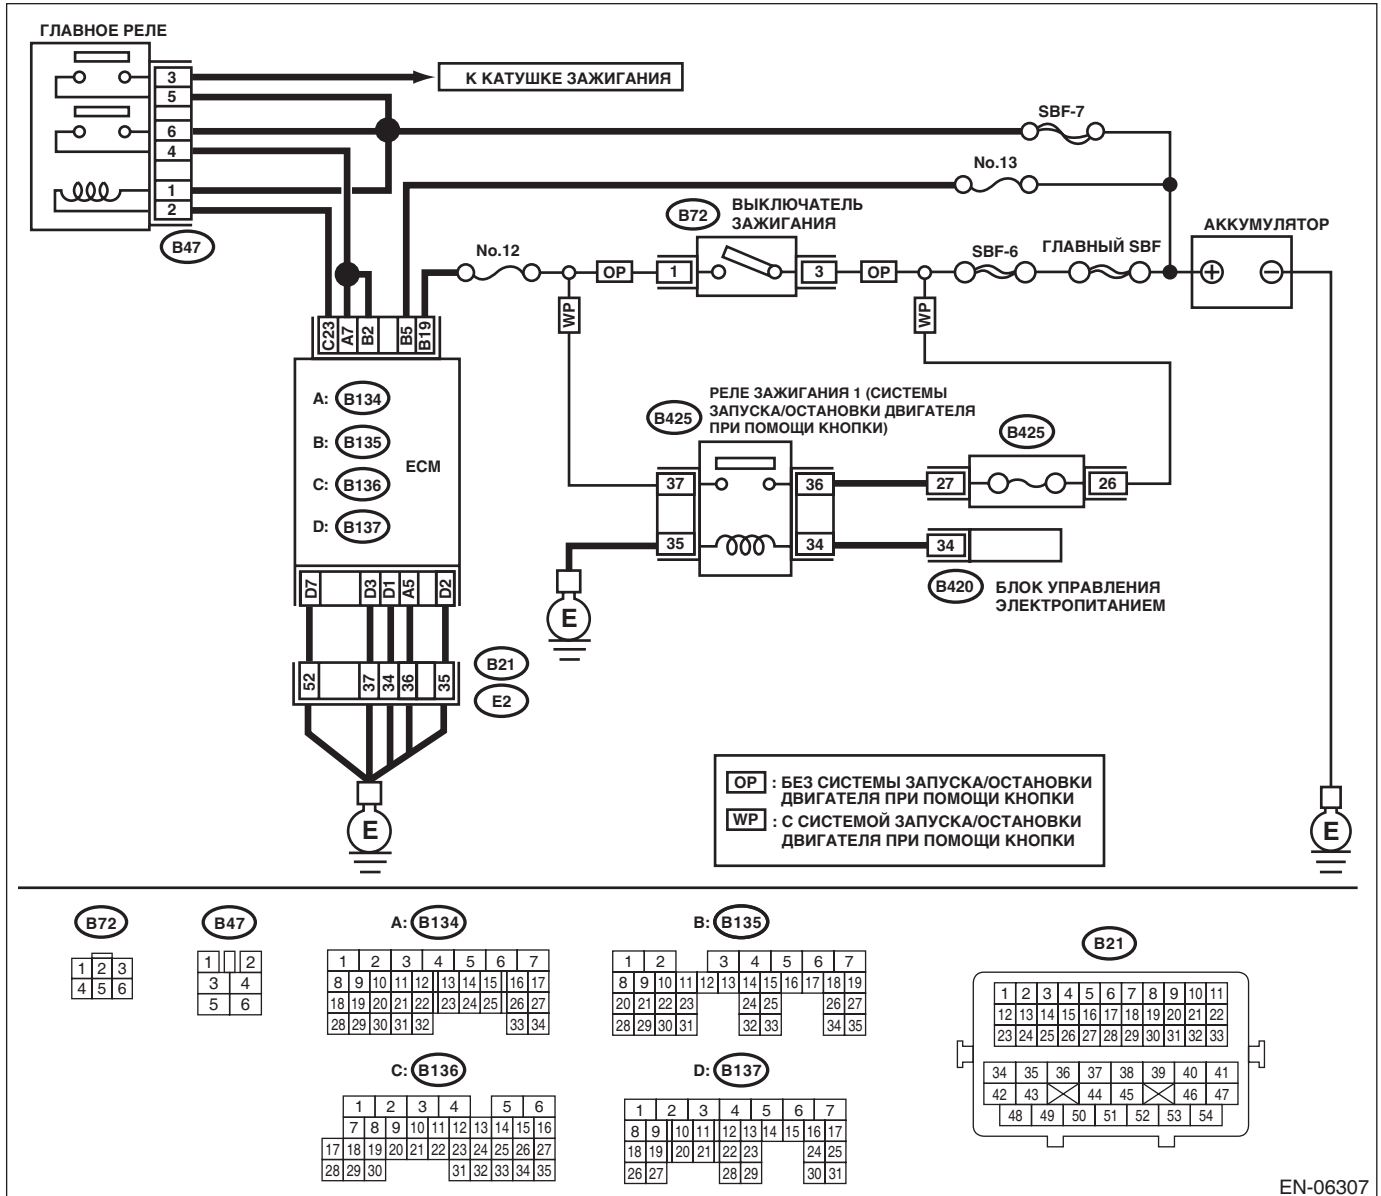 ГЛАВНОЕ РЕЛЕ
3
5
6
4
1
2
B47
К КАТУШКЕ ЗАЖИГАНИЯ
SBF-7
No.13
B72
ВЫКЛЮЧАТЕЛЬ
ЗАЖИГАНИЯ
АККУМУЛЯТОР
No.12
OP
1
3
OP
SBF-6
ГЛАВНЫЙ SBF
WP
WP
C23
A7
B2
B5
B19
A: B134
B: B135
C: B136
D: B137
ECM
D7
D3
D1
A5
D2
52
37
34
36
35
B21
E2
E
B425
РЕЛЕ ЗАЖИГАНИЯ 1 (СИСТЕМЫ
ЗАПУСКА/ОСТАНОВКИ ДВИГАТЕЛЯ
ПРИ ПОМОЩИ КНОПКИ)
B425
37
36
27
26
35
34
34
E
B420
БЛОК УПРАВЛЕНИЯ
ЭЛЕКТРОПИТАНИЕМ
OP : БЕЗ СИСТЕМЫ ЗАПУСКА/ОСТАНОВКИ
ДВИГАТЕЛЯ ПРИ ПОМОЩИ КНОПКИ
WP : С СИСТЕМОЙ ЗАПУСКА/ОСТАНОВКИ
ДВИГАТЕЛЯ ПРИ ПОМОЩИ КНОПКИ
E
B72
1 2 3
4 5 6
B47
1 2
3 4
5 6
A: B134
1 2 3 4 5 6 7
8 9 10 11 12 13 14 15 16 17
18 19 20 21 22 23 24 25 26 27
28 29 30 31 32 33 34
B: B135
1 2 3 4 5 6 7
8 9 10 11 12 13 14 15 16 17 18 19
20 21 22 23 24 25 26 27
28 29 30 31 32 33 34 35
C: B136
1 2 3 4 5 6
7 8 9 10 11 12 13 14 15 16
17 18 19 20 21 22 23 24 25 26 27
28 29 30 31 32 33 34 35
D: B137
1 2 3 4 5 6 7
8 9 10 11 12 13 14 15 16 17
18 19 20 21 22 23 24 25
26 27 28 29 30 31
B21
1 2 3 4 5 6 7 8 9 10 11
12 13 14 15 16 17 18 19 20 21 22
23 24 25 26 27 28 29 30 31 32 33
34 35 36 37 38 39 40 41
42 43 44 45 46 47
48 49 50 51 52 53 54
EN-06307